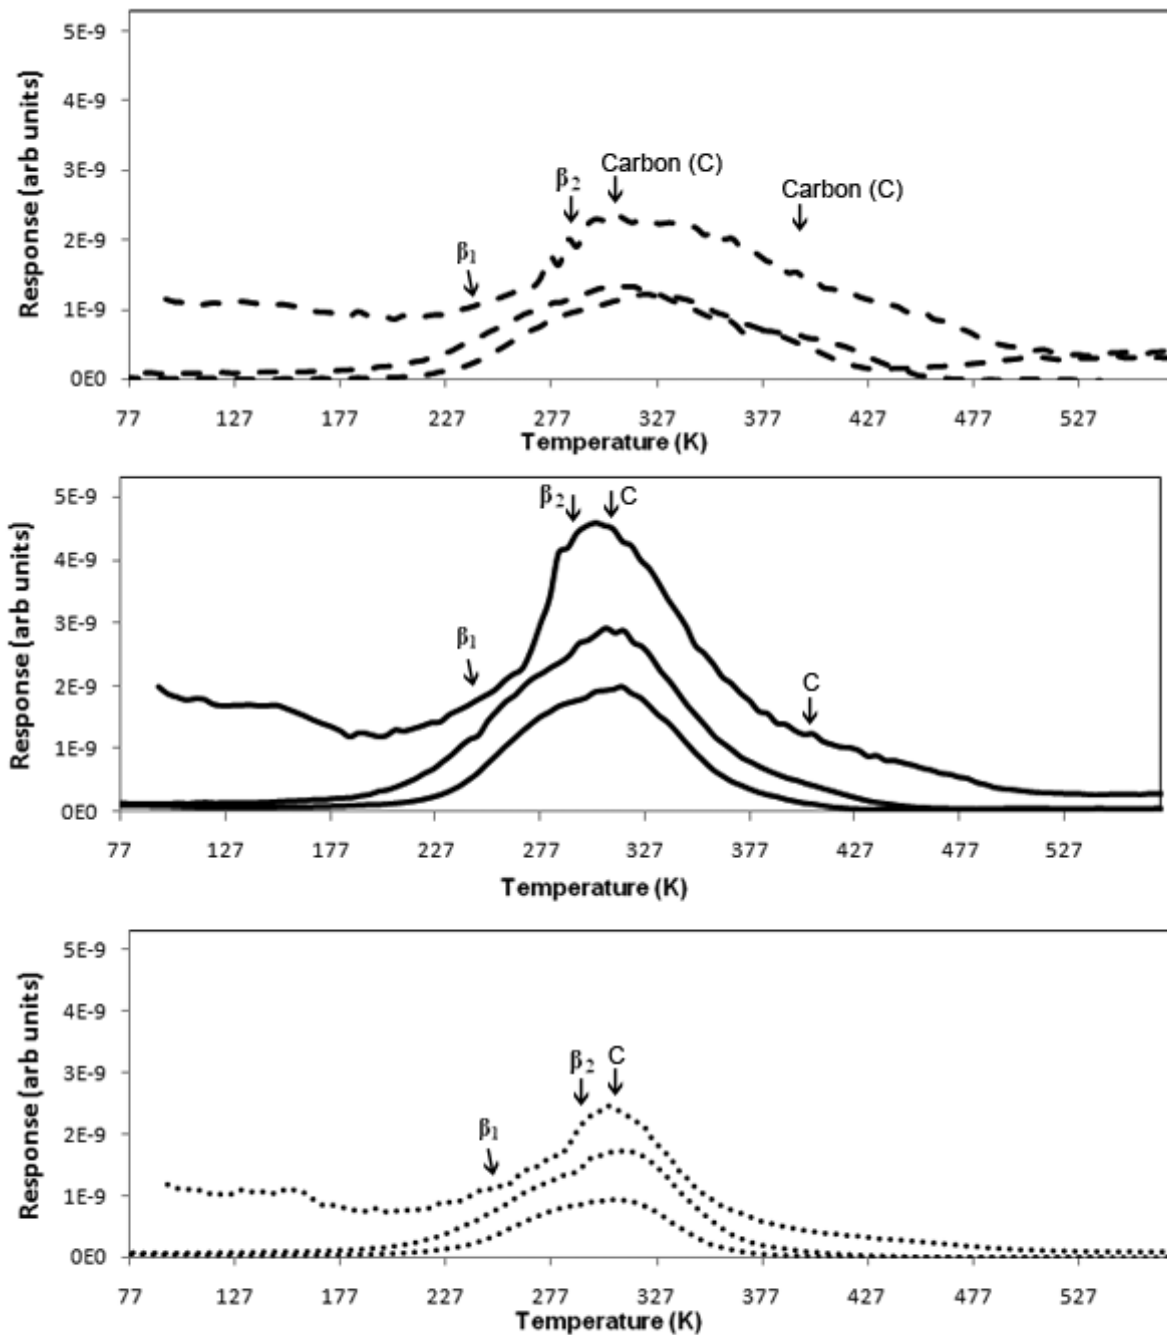 Response (arb units)
5E-9
4E-9
3E-9
2E-9
1E-9
0E0
β1
β2
Carbon (C)
Carbon (C)
77 127 177 227 277 327 377 427 477 527
Temperature (K)
Response (arb units)
5E-9
4E-9
3E-9
2E-9
1E-9
0E0
β1
β2
C
C
77 127 177 227 277 327 377 427 477 527
Temperature (K)
Response (arb units)
5E-9
4E-9
3E-9
2E-9
1E-9
0E0
β1
β2
C
77 127 177 227 277 327 377 427 477 527
Temperature (K)